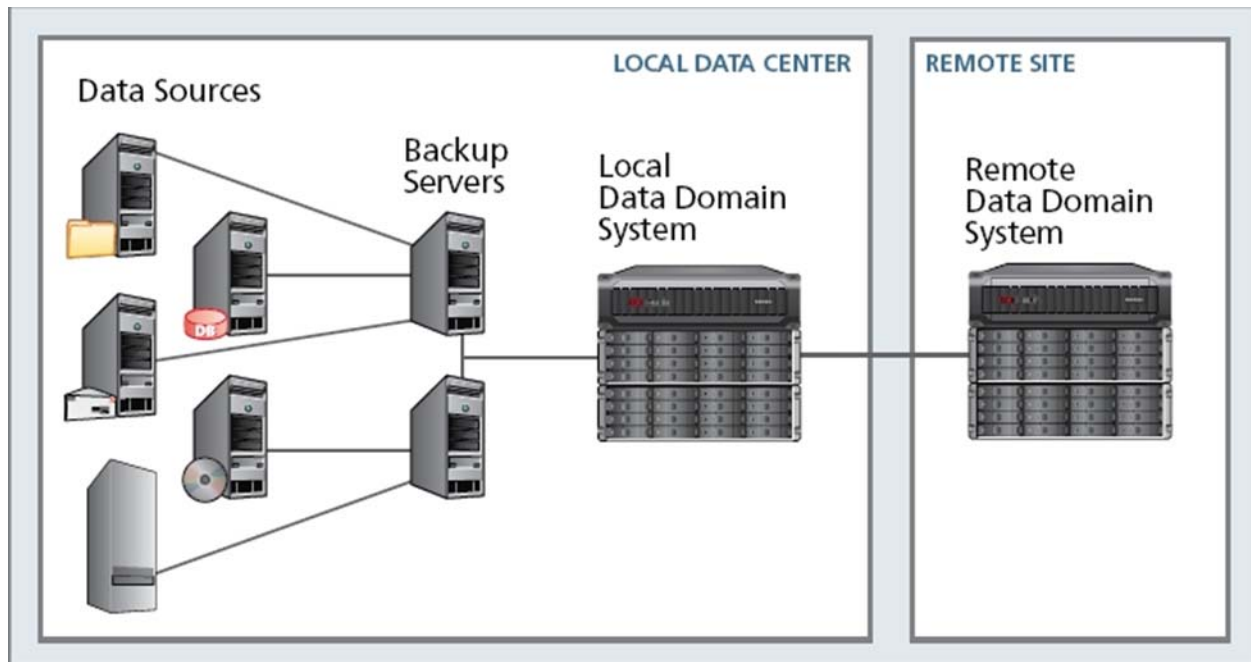 LOCAL DATA CENTER
REMOTE SITE
Data Sources
Backup
Servers
Local
Data Domain
System
Remote
Data Domain
System
DB